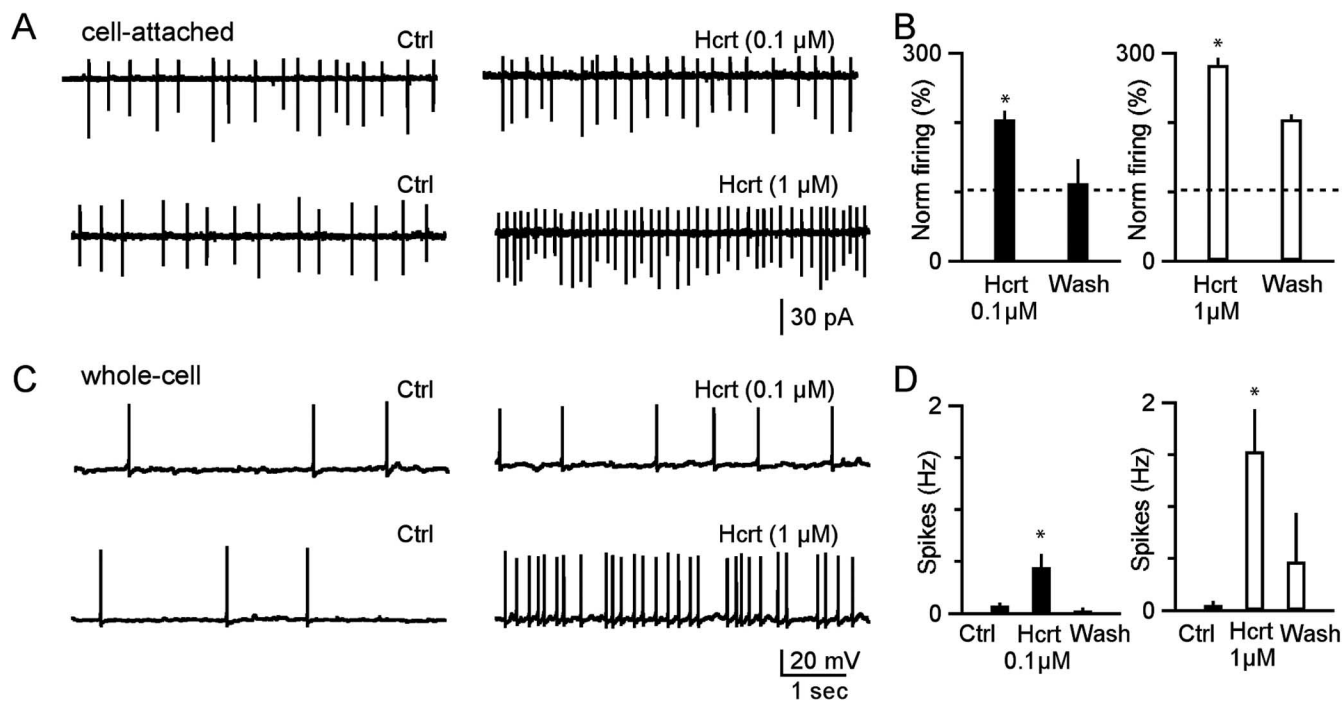 A
cell-attached
Ctrl
Hcrt (0.1 µM)
Ctrl
Hcrt (1 µM)
30 pA
B
Norm firing (%)
300
0
*
Hcrt
0.1µM
Wash
Norm firing (%)
300
0
*
Hcrt
1µM
Wash
C
whole-cell
Ctrl
Hcrt (0.1 µM)
Ctrl
Hcrt (1 µM)
20 mV
1 sec
D
Spikes (Hz)
2
0
*
Ctrl
Hcrt
0.1µM
Wash
Spikes (Hz)
2
0
*
Ctrl
Hcrt
1µM
Wash